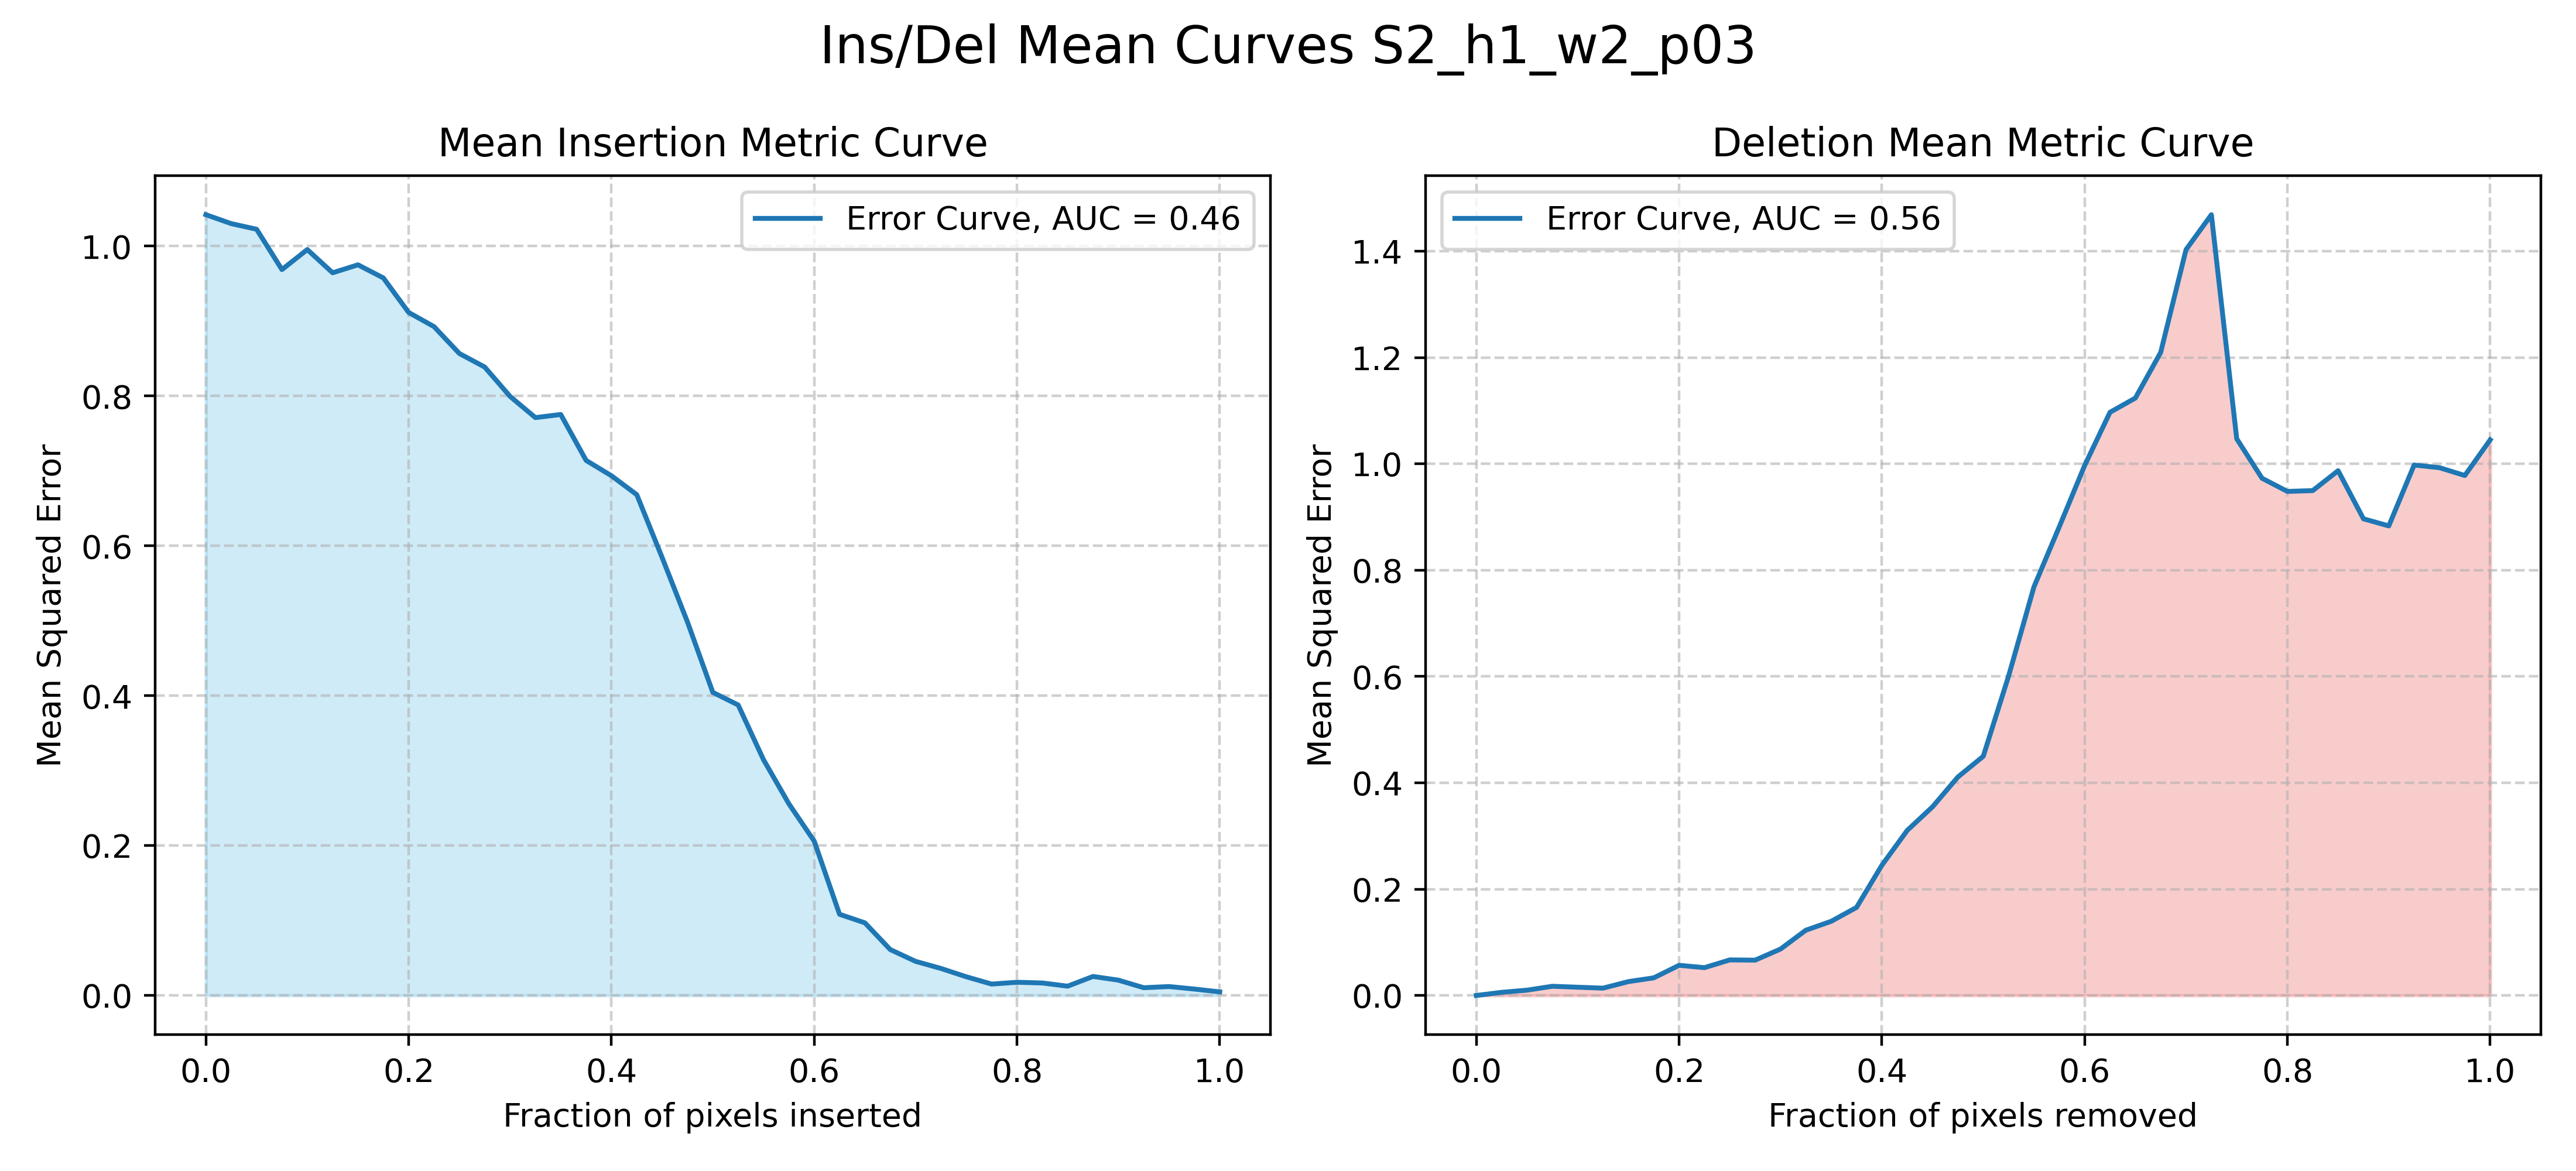 Ins/Del Mean Curves S2_h1_w2_p03
Mean Insertion Metric Curve
Error Curve, AUC = 0.46
Mean Squared Error
1.0
0.8
0.6
0.4
0.2
0.0
0.0 0.2 0.4 0.6 0.8 1.0
Fraction of pixels inserted
Deletion Mean Metric Curve
Error Curve, AUC = 0.56
Mean Squared Error
1.4
1.2
1.0
0.8
0.6
0.4
0.2
0.0
0.0 0.2 0.4 0.6 0.8 1.0
Fraction of pixels removed